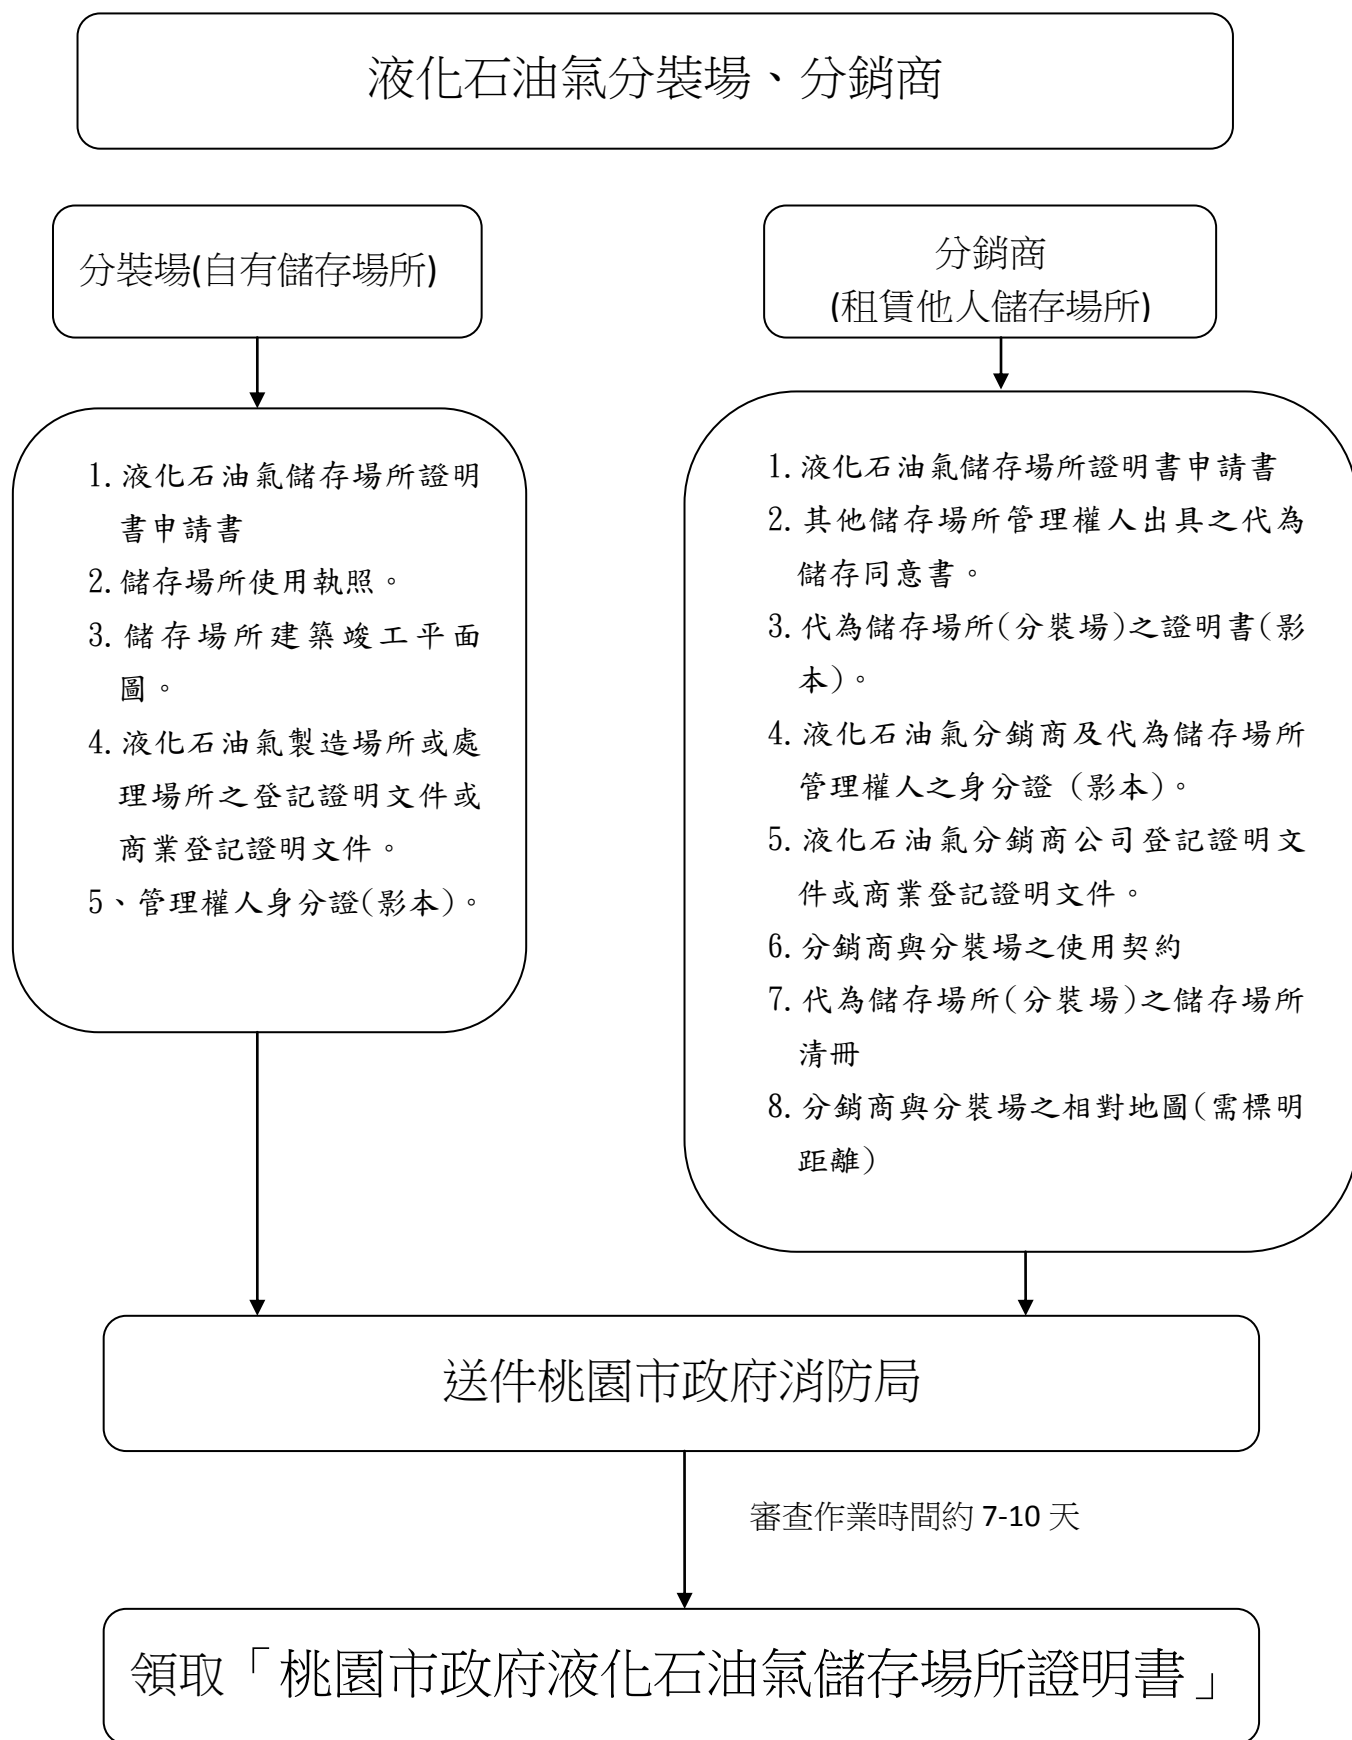 液化石油氣分裝場、分銷商
分裝場(自有儲存場所)
1.液化石油氣儲存場所證明
書申請書
2.儲存場所使用執照。
3.儲存場所建築竣工平面
圖。
4.液化石油氣製造場所或處
理場所之登記證明文件或
商業登記證明文件。
5、管理權人身分證(影本)。
分銷商
(租賃他人儲存場所)
1.液化石油氣儲存場所證明書申請書
2.其他儲存場所管理權人出具之代為
儲存同意書。
3.代為儲存場所(分裝場)之證明書(影
本)。
4.液化石油氣分銷商及代為儲存場所
管理權人之身分證 (影本)。
5.液化石油氣分銷商公司登記證明文
件或商業登記證明文件。
6.分銷商與分裝場之使用契約
7.代為儲存場所(分裝場)之儲存場所
清冊
8.分銷商與分裝場之相對地圖(需標明
距離)
送件桃園市政府消防局
審查作業時間約 7-10 天
領取「桃園市政府液化石油氣儲存場所證明書」